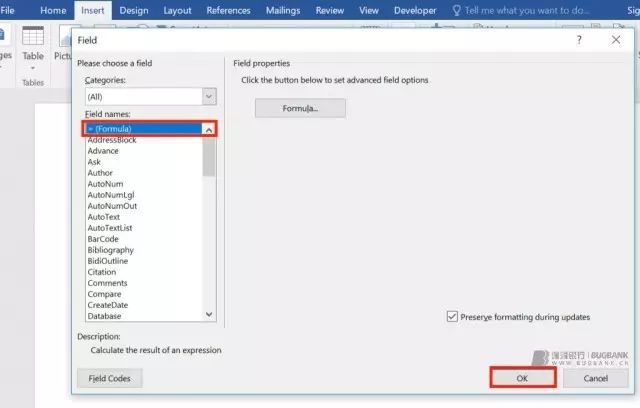 File Home Insert Design Layout References Mailings Review View Developer Tell me what you want to do...
Table
Tables
Field ? ×
Please choose a field
Categories:
(All)
Field names:
= (Formula)
AddressBlock
Advance
Ask
Author
AutoNum
AutoNumLgl
AutoNumOut
AutoText
AutoTextList
BarCode
Bibliography
BidiOutline
Citation
Comments
Compare
CreateDate
Database
Field properties
Click the button below to set advanced field options
Formula...
Preserve formatting during updates
Description:
Calculate the result of an expression
Field Codes
漏洞银行 | BUGBANK
WWW.BUGBANK.CN
OK
Cancel